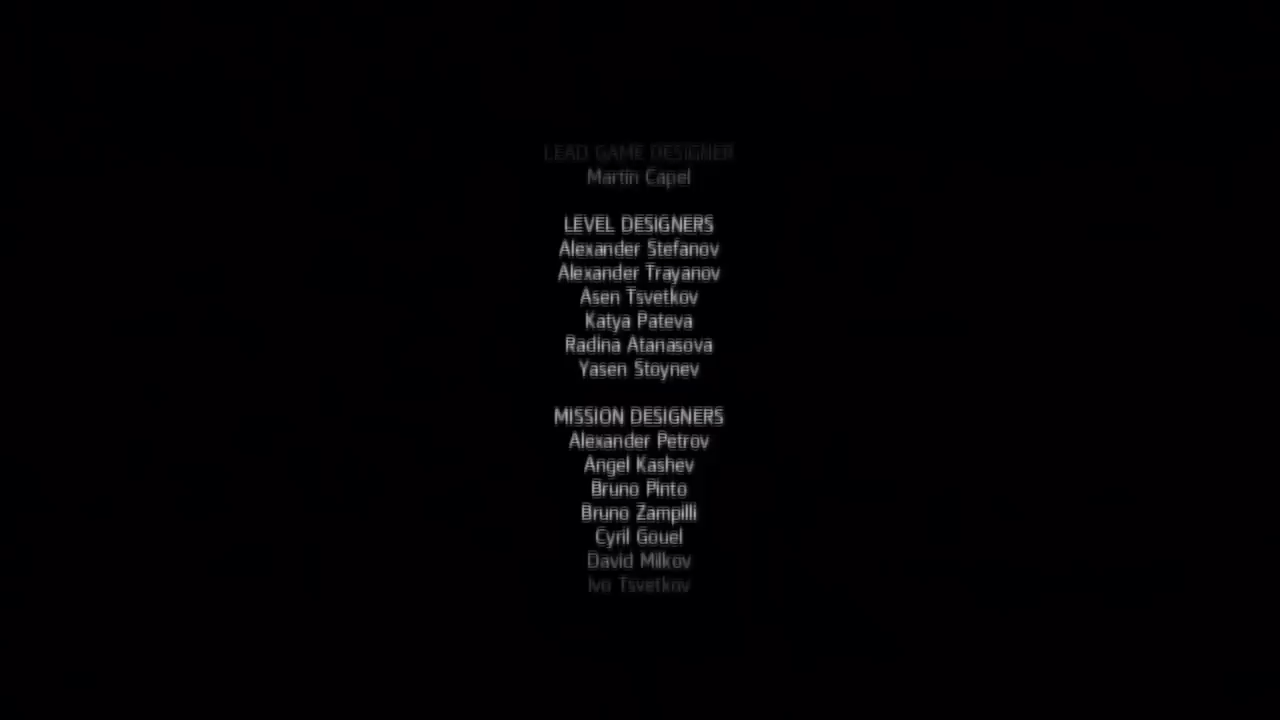 LEAD GAME DESIGNER
Martin Capel
LEVEL DESIGNERS
Alexander Stefanov
Alexander Trayanov
Asen Tsvetkov
Katya Pateva
Radina Atanasova
Yasen Stoynev
MISSION DESIGNERS
Alexander Petrov
Angel Kashev
Bruno Pinto
Bruno Zampilli
Cyril Gouel
David Milkov
Ivo Tsvetkov